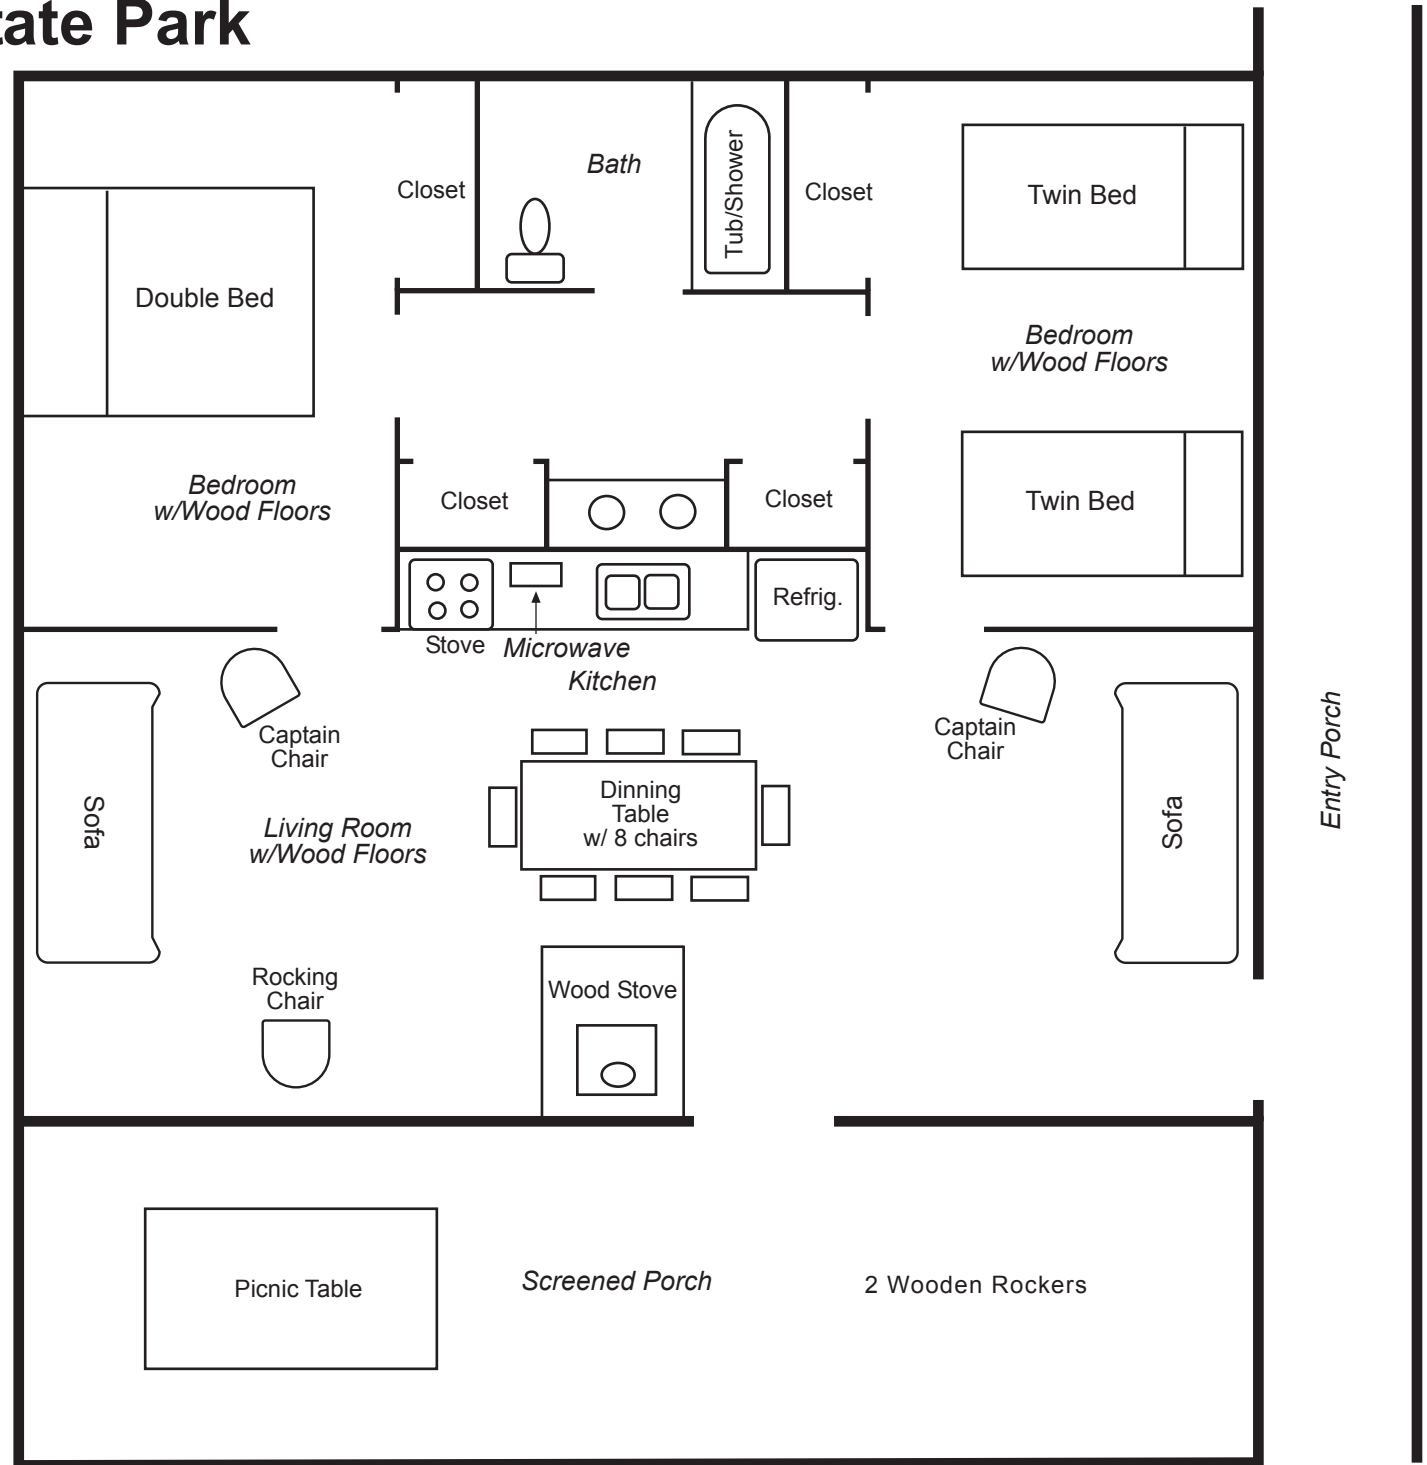 tate Park
Bath
Tub/Shower
Closet
Closet
Twin Bed
Double Bed
Bedroom
w/Wood Floors
Bedroom
w/Wood Floors
Closet
Closet
Twin Bed
Refrig.
Stove
Microwave
Kitchen
Captain
Chair
Captain
Chair
Entry Porch
Sofa
Living Room
w/Wood Floors
Dinning
Table
w/ 8 chairs
Sofa
Rocking
Chair
Wood Stove
Picnic Table
Screened Porch
2 Wooden Rockers